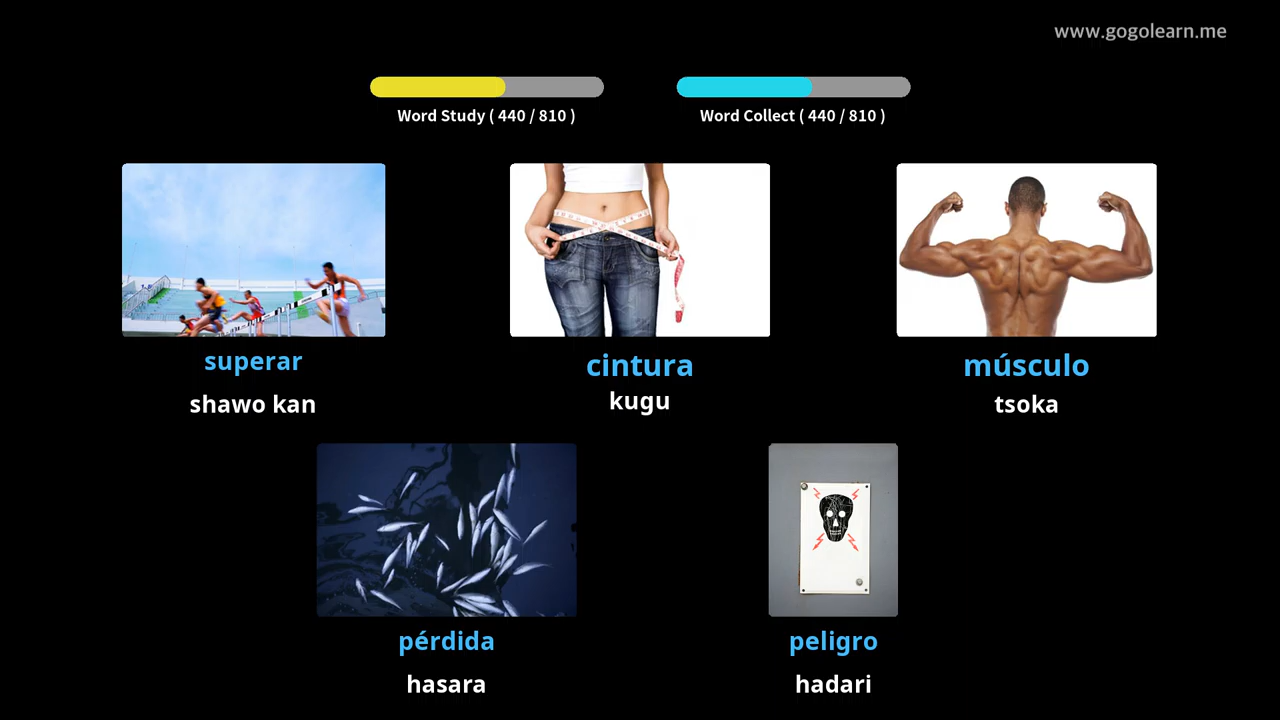 www.gogolearn.me
Word Study ( 440 / 810 )
Word Collect ( 440 / 810 )
superar
shawo kan
cintura
kugu
músculo
tsoka
pérdida
hasara
peligro
hadari